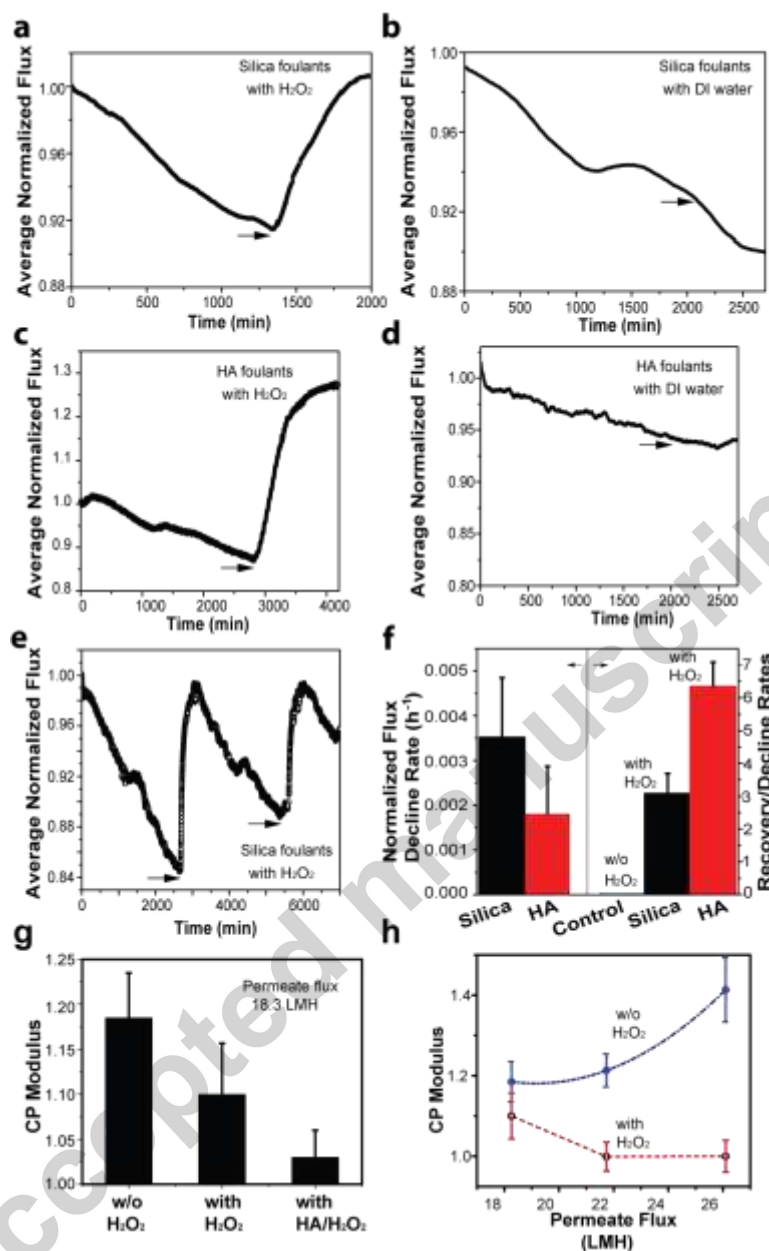 a
Average Normalized Flux
1.00
0.96
0.92
0.88
Silica foulants
with H₂O₂
0
500
1000
1500
2000
Time (min)
b
Average Normalized Flux
1.00
0.96
0.92
0.88
Silica foulants
with DI water
0
500
1000
1500
2000
2500
Time (min)
c
Average Normalized Flux
1.3
1.2
1.1
1.0
0.9
0.8
HA foulants
with H₂O₂
0
1000
2000
3000
4000
Time (min)
d
Average Normalized Flux
1.00
0.95
0.90
0.85
0.80
HA foulants
with DI water
0
500
1000
1500
2000
2500
Time (min)
e
Average Normalized Flux
1.00
0.96
0.92
0.88
0.84
Silica foulants
with H₂O₂
0
2000
4000
6000
Time (min)
f
Normalized Flux
Decline Rate (h⁻¹)
0.005
0.004
0.003
0.002
0.001
0.000
w/o
H₂O₂
with
H₂O₂
with
H₂O₂
7
6
5
4
3
2
1
0
Recovery/Decline Rates
Silica
HA
Control
Silica
HA
g
CP Modulus
1.25
1.20
1.15
1.10
1.05
1.00
Permeate flux
18.3 LMH
w/o
H₂O₂
with
H₂O₂
with
HA/H₂O₂
h
CP Modulus
1.4
1.2
1.0
w/o
H₂O₂
with
H₂O₂
18
20
22
24
26
Permeate Flux
(LMH)
ccepted manuscrip